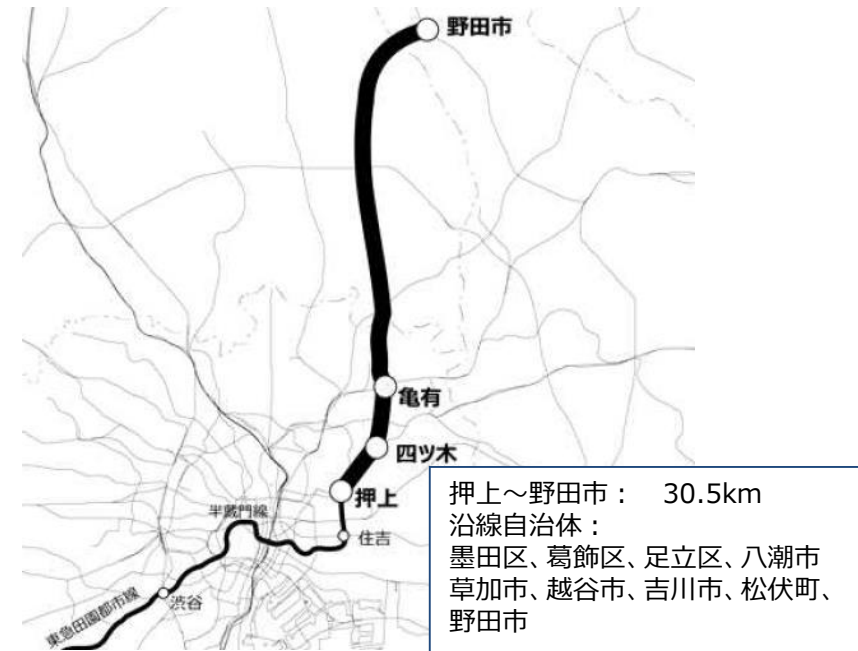 野田市
亀有
四ツ木
押上
半蔵門線
住吉
渋谷
東急田園都市線
押上～野田市： 30.5km
沿線自治体：
墨田区、葛飾区、足立区、八潮市
草加市、越谷市、吉川市、松伏町、
野田市